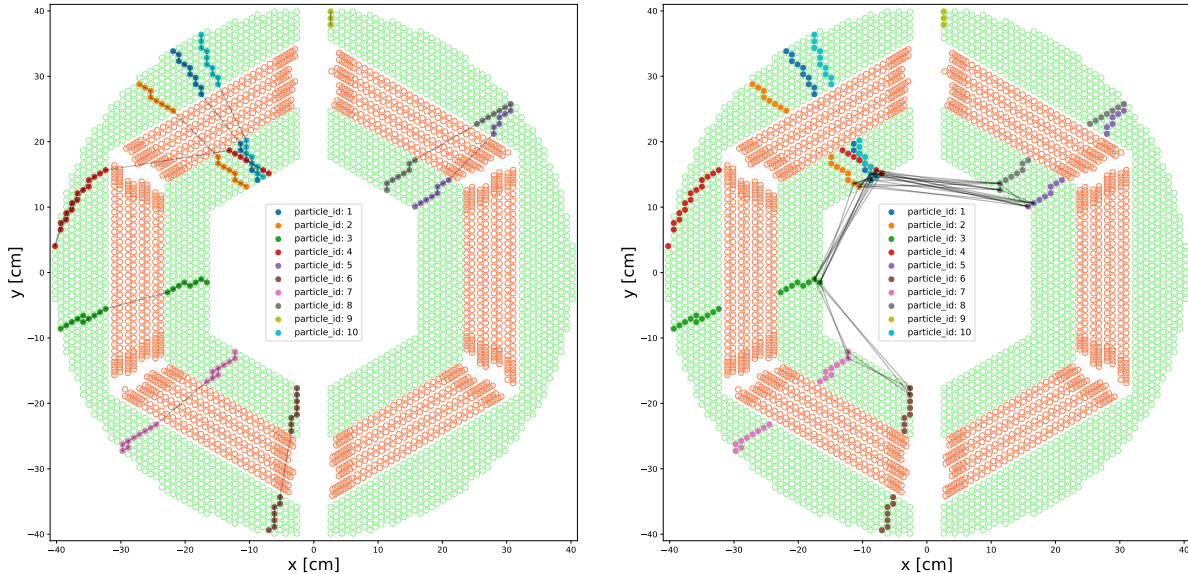 40
30
20
10
0
−10
−20
−30
−40
y [cm]
particle_id: 1
particle_id: 2
particle_id: 3
particle_id: 4
particle_id: 5
particle_id: 6
particle_id: 7
particle_id: 8
particle_id: 9
particle_id: 10
−40 −30 −20 −10 0 10 20 30 40
x [cm]
40
30
20
10
0
−10
−20
−30
−40
y [cm]
particle_id: 1
particle_id: 2
particle_id: 3
particle_id: 4
particle_id: 5
particle_id: 6
particle_id: 7
particle_id: 8
particle_id: 9
particle_id: 10
−40 −30 −20 −10 0 10 20 30 40
x [cm]